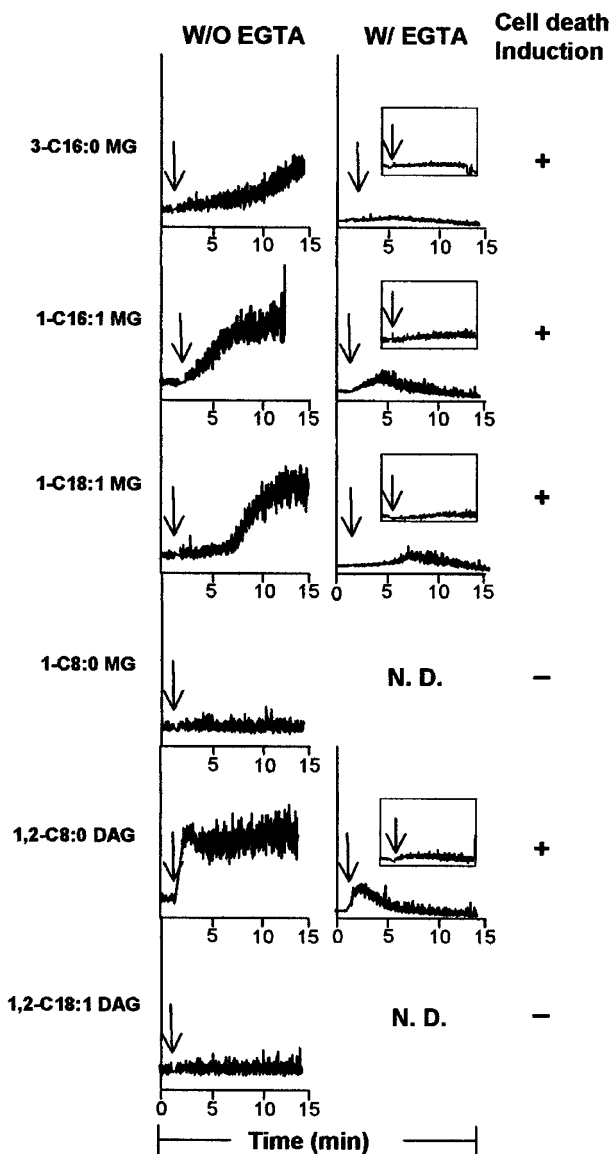 W/O EGTA W/ EGTA Cell death Induction
3-C16:0 MG +
5 10 15 0 5 10 15
1-C16:1 MG +
5 10 15 0 5 10 15
1-C18:1 MG +
5 10 15 0 5 10 15
1-C8:0 MG N. D. –
0 5 10 15
1,2-C8:0 DAG +
5 10 15 0 5 10 15
1,2-C18:1 DAG N. D. –
0 5 10 15
Time (min)